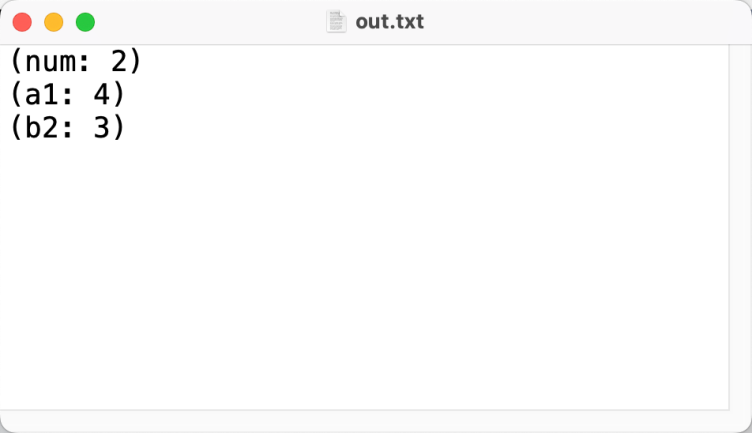 out.txt
(num: 2)
(a1: 4)
(b2: 3)